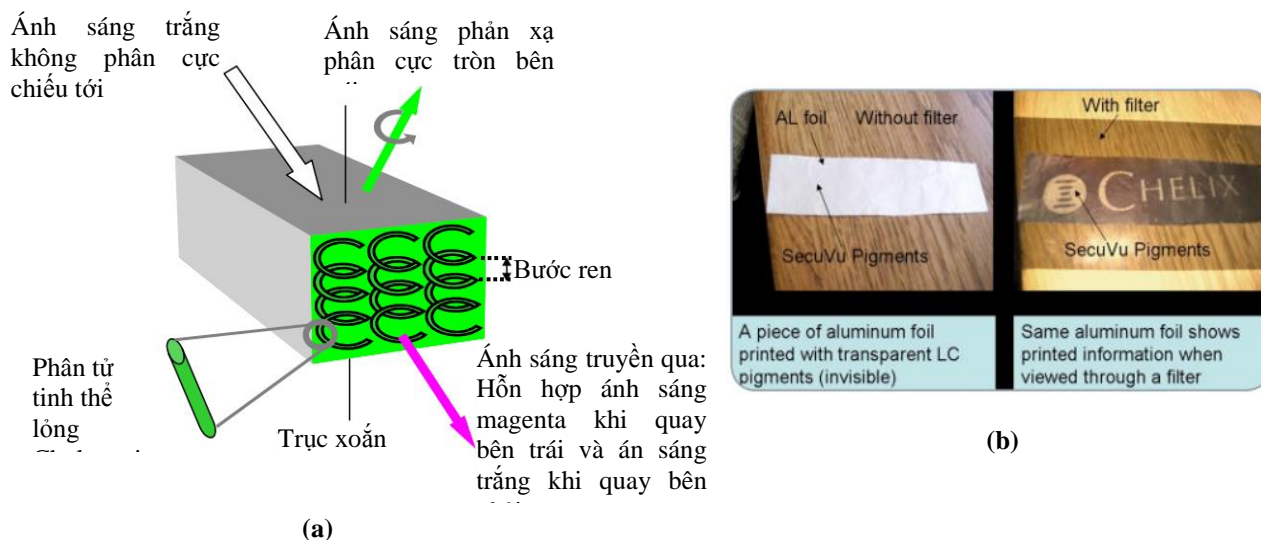 Ánh sáng trắng
không phân cực
chiếu tới
Ánh sáng phản xạ
phân cực tròn bên
Bước ren
Phân tử
tinh thể
lỏng
Trục xoắn
Ánh sáng truyền qua:
Hỗn hợp ánh sáng
magenta khi quay
bên trái và án sáng
trắng khi quay bên
(a)
AL foil
Without filter
SecuVu Pigments
With filter
CHELIX
SecuVu Pigments
A piece of aluminum foil
printed with transparent LC
pigments (invisible)
Same aluminum foil shows
printed information when
viewed through a filter
(b)